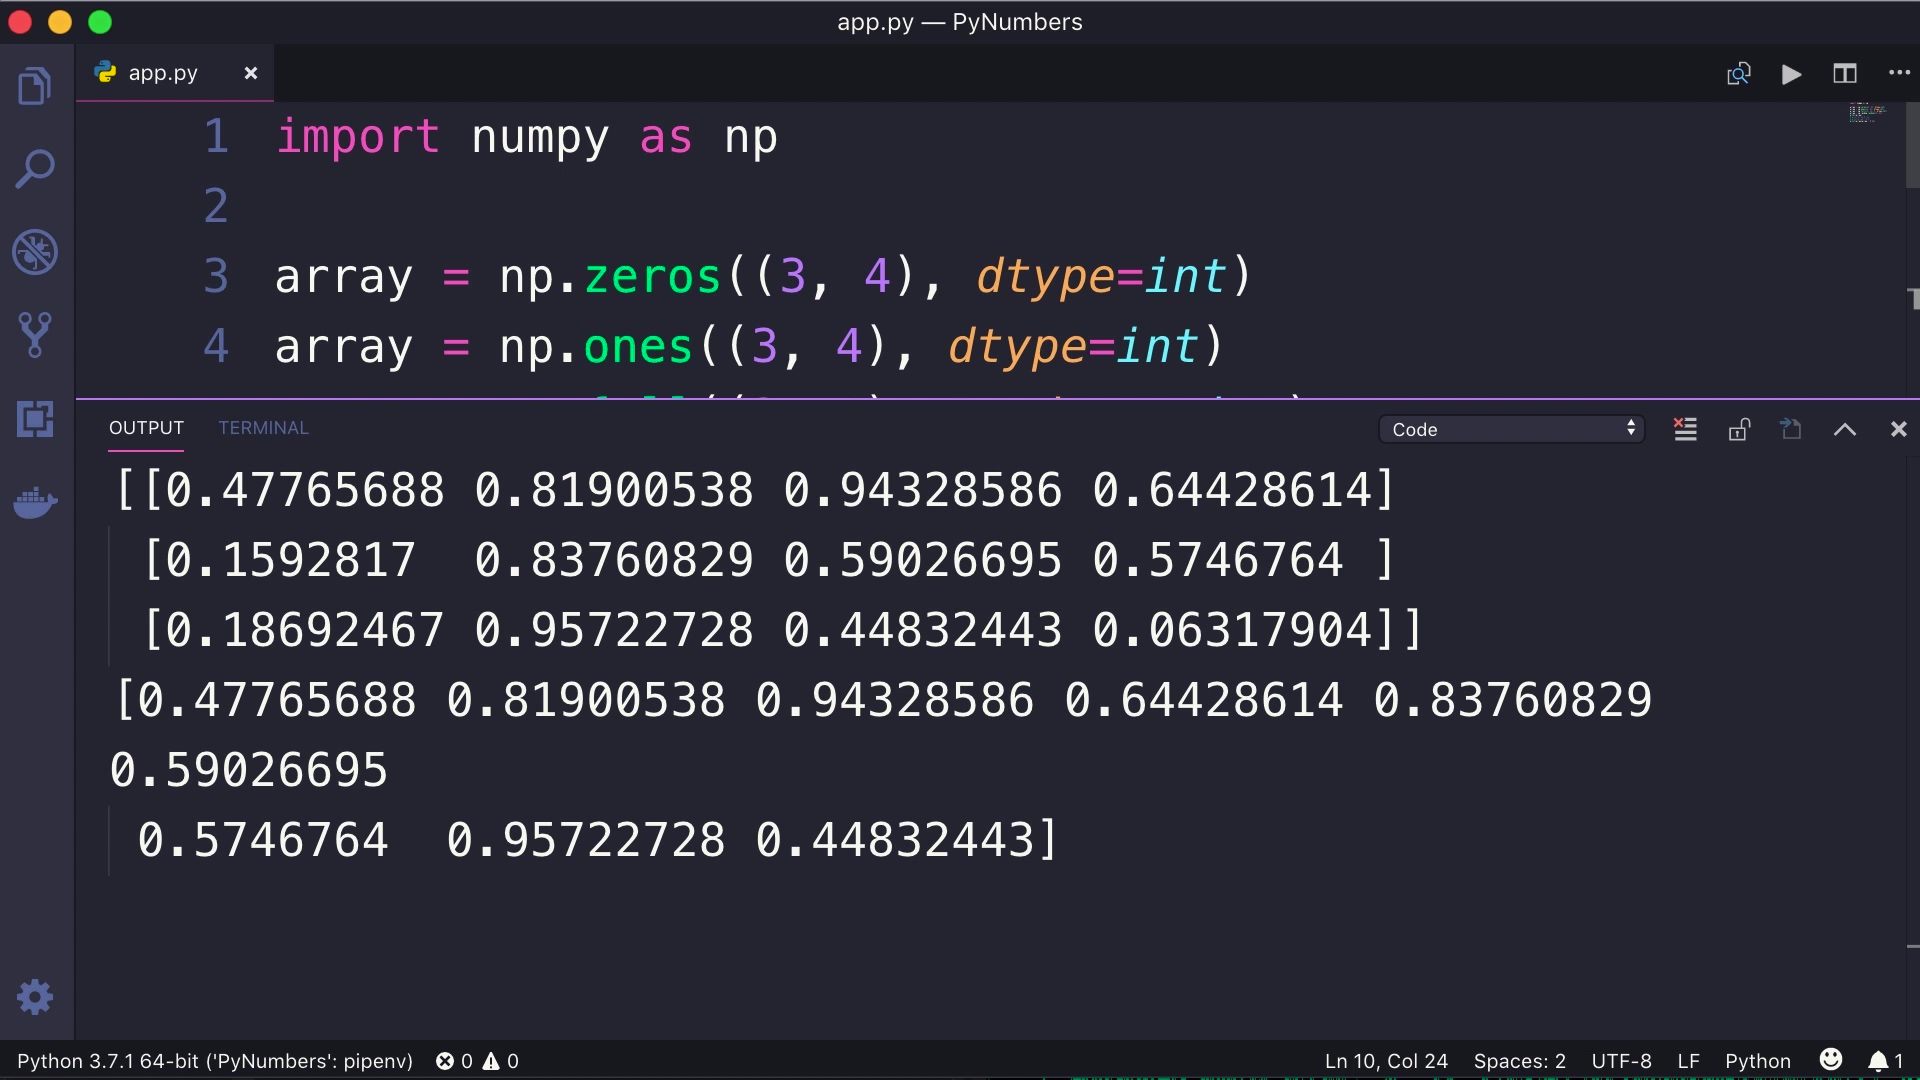 app.py — PyNumbers
app.py
1 import numpy as np
2
3 array = np.zeros((3, 4), dtype=int)
4 array = np.ones((3, 4), dtype=int)
OUTPUT TERMINAL Code
[[0.47765688 0.81900538 0.94328586 0.64428614]
 [0.1592817  0.83760829 0.59026695 0.5746764 ]
 [0.18692467 0.95722728 0.44832443 0.06317904]]
[0.47765688 0.81900538 0.94328586 0.64428614 0.83760829
0.59026695
 0.5746764  0.95722728 0.44832443]
Python 3.7.1 64-bit ('PyNumbers': pipenv) 0 0 Ln 10, Col 24 Spaces: 2 UTF-8 LF Python 1